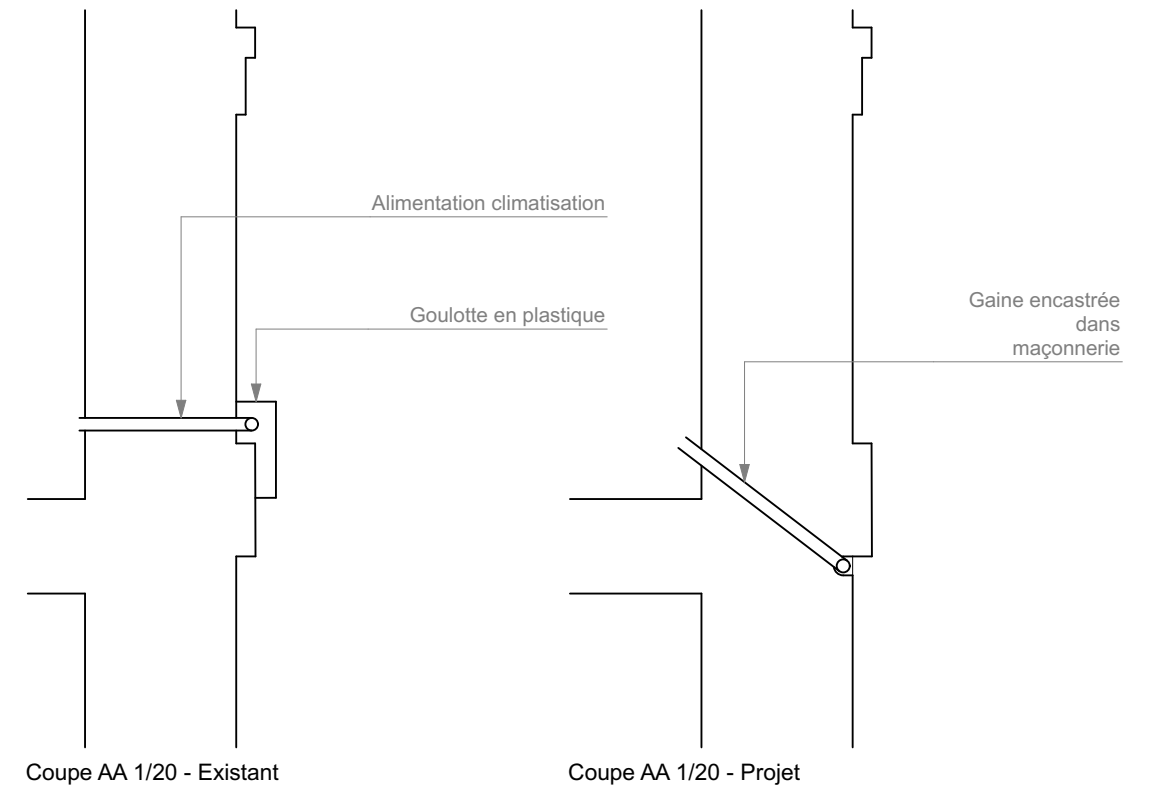 Alimentation climatisation
Goulotte en plastique
Gaine encastrée
dans
maçonnerie
Coupe AA 1/20 - Existant
Coupe AA 1/20 - Projet